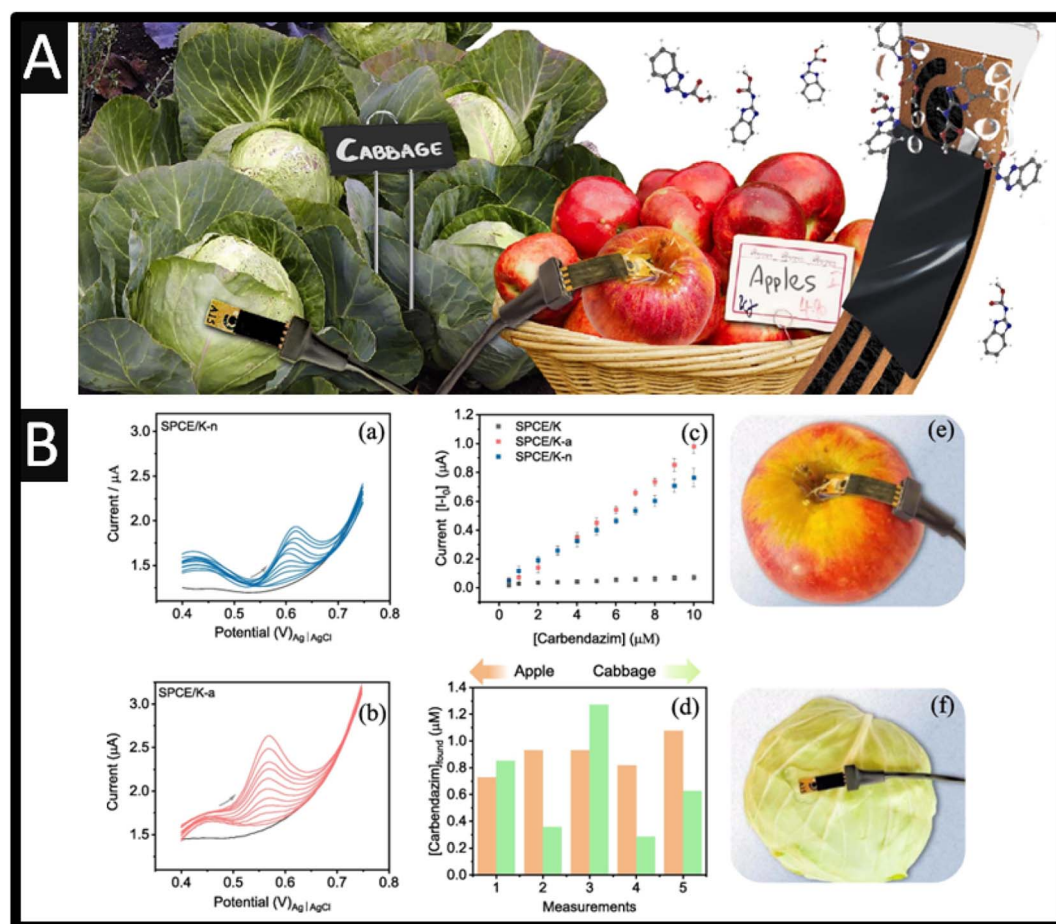 A
CABBAGE
Apples
B
SPCE/K-n
(a)
3.0
2.5
2.0
1.5
Current / μA
0.4 0.5 0.6 0.7 0.8
Potential (V)Ag|AgCl
(c)
SPCE/K
SPCE/K-a
SPCE/K-n
1.2
1.0
0.8
0.6
0.4
0.2
0.0
Current [I-I0] (μA)
0 2 4 6 8 10
[Carbendazim] (μM)
(e)
SPCE/K-a
(b)
3.0
2.5
2.0
1.5
Current (μA)
0.4 0.5 0.6 0.7 0.8
Potential (V)Ag|AgCl
Apple Cabbage
(d)
1.4
1.2
1.0
0.8
0.6
0.4
0.2
0.0
[Carbendazim]found (μM)
1 2 3 4 5
Measurements
(f)